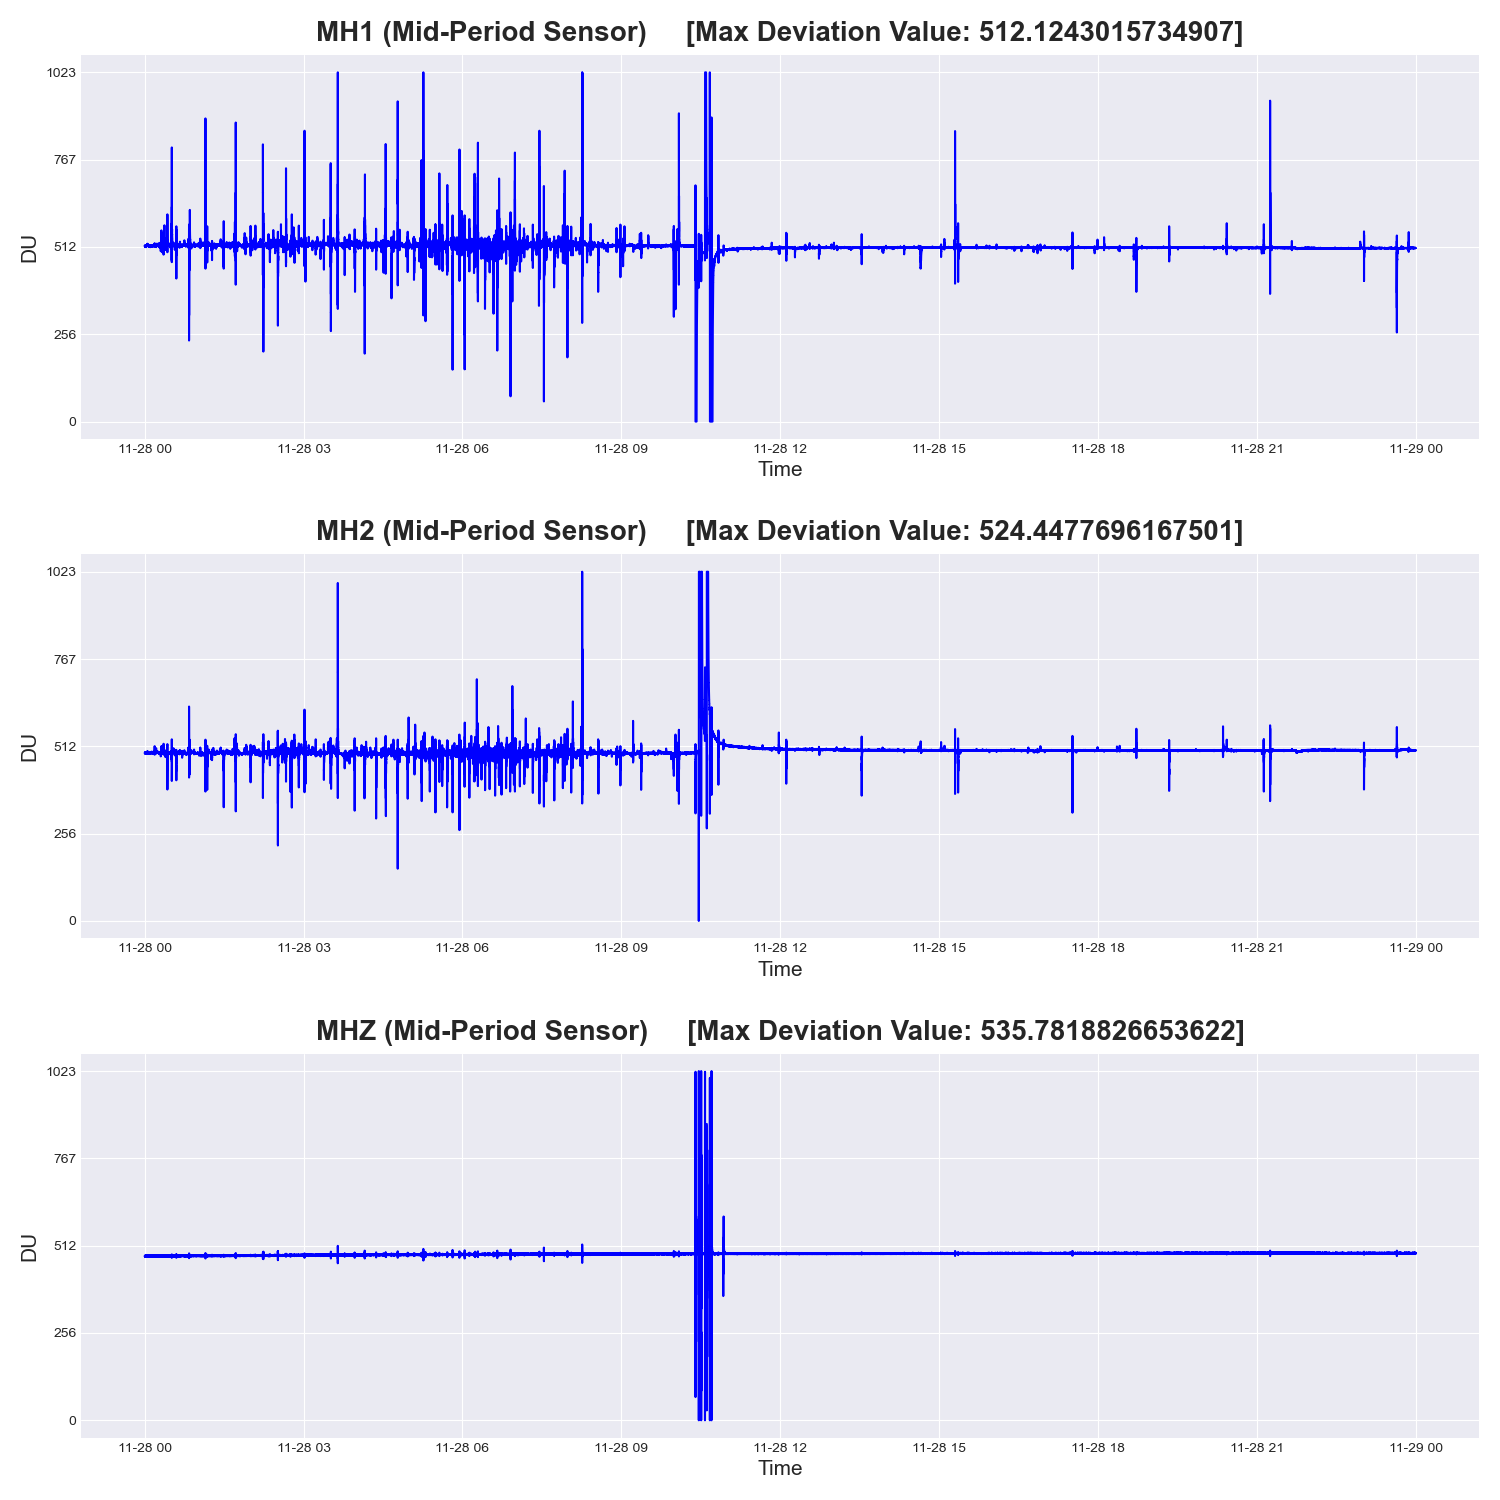 MH1 (Mid-Period Sensor) [Max Deviation Value: 512.1243015734907]
1023
767
512
256
0
DU
11-28 00 11-28 03 11-28 06 11-28 09 11-28 12 11-28 15 11-28 18 11-28 21 11-29 00
Time
MH2 (Mid-Period Sensor) [Max Deviation Value: 524.4477696167501]
1023
767
512
256
0
DU
11-28 00 11-28 03 11-28 06 11-28 09 11-28 12 11-28 15 11-28 18 11-28 21 11-29 00
Time
MHZ (Mid-Period Sensor) [Max Deviation Value: 535.7818826653622]
1023
767
512
256
0
DU
11-28 00 11-28 03 11-28 06 11-28 09 11-28 12 11-28 15 11-28 18 11-28 21 11-29 00
Time